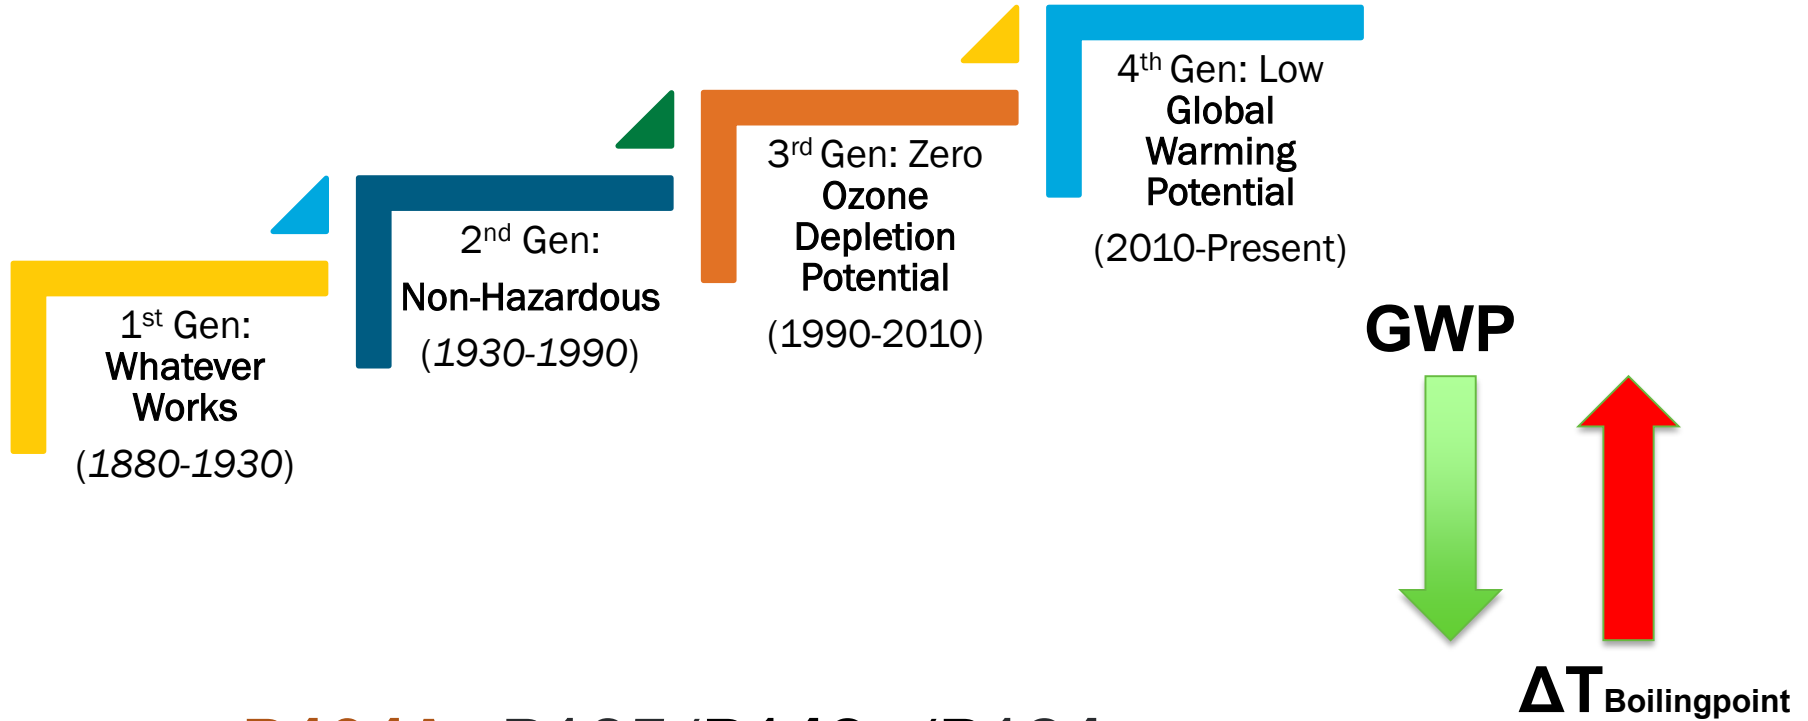 1st Gen:
Whatever
Works
(1880-1930)
2nd Gen:
Non-Hazardous
(1930-1990)
3rd Gen: Zero
Ozone
Depletion
Potential
(1990-2010)
4th Gen: Low
Global
Warming
Potential
(2010-Present)
GWP
ΔTBoilingpoint